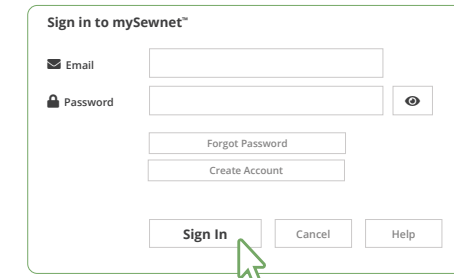 Sign in to mySewnet™
Email
Password
Forgot Password
Create Account
Sign In Cancel Help